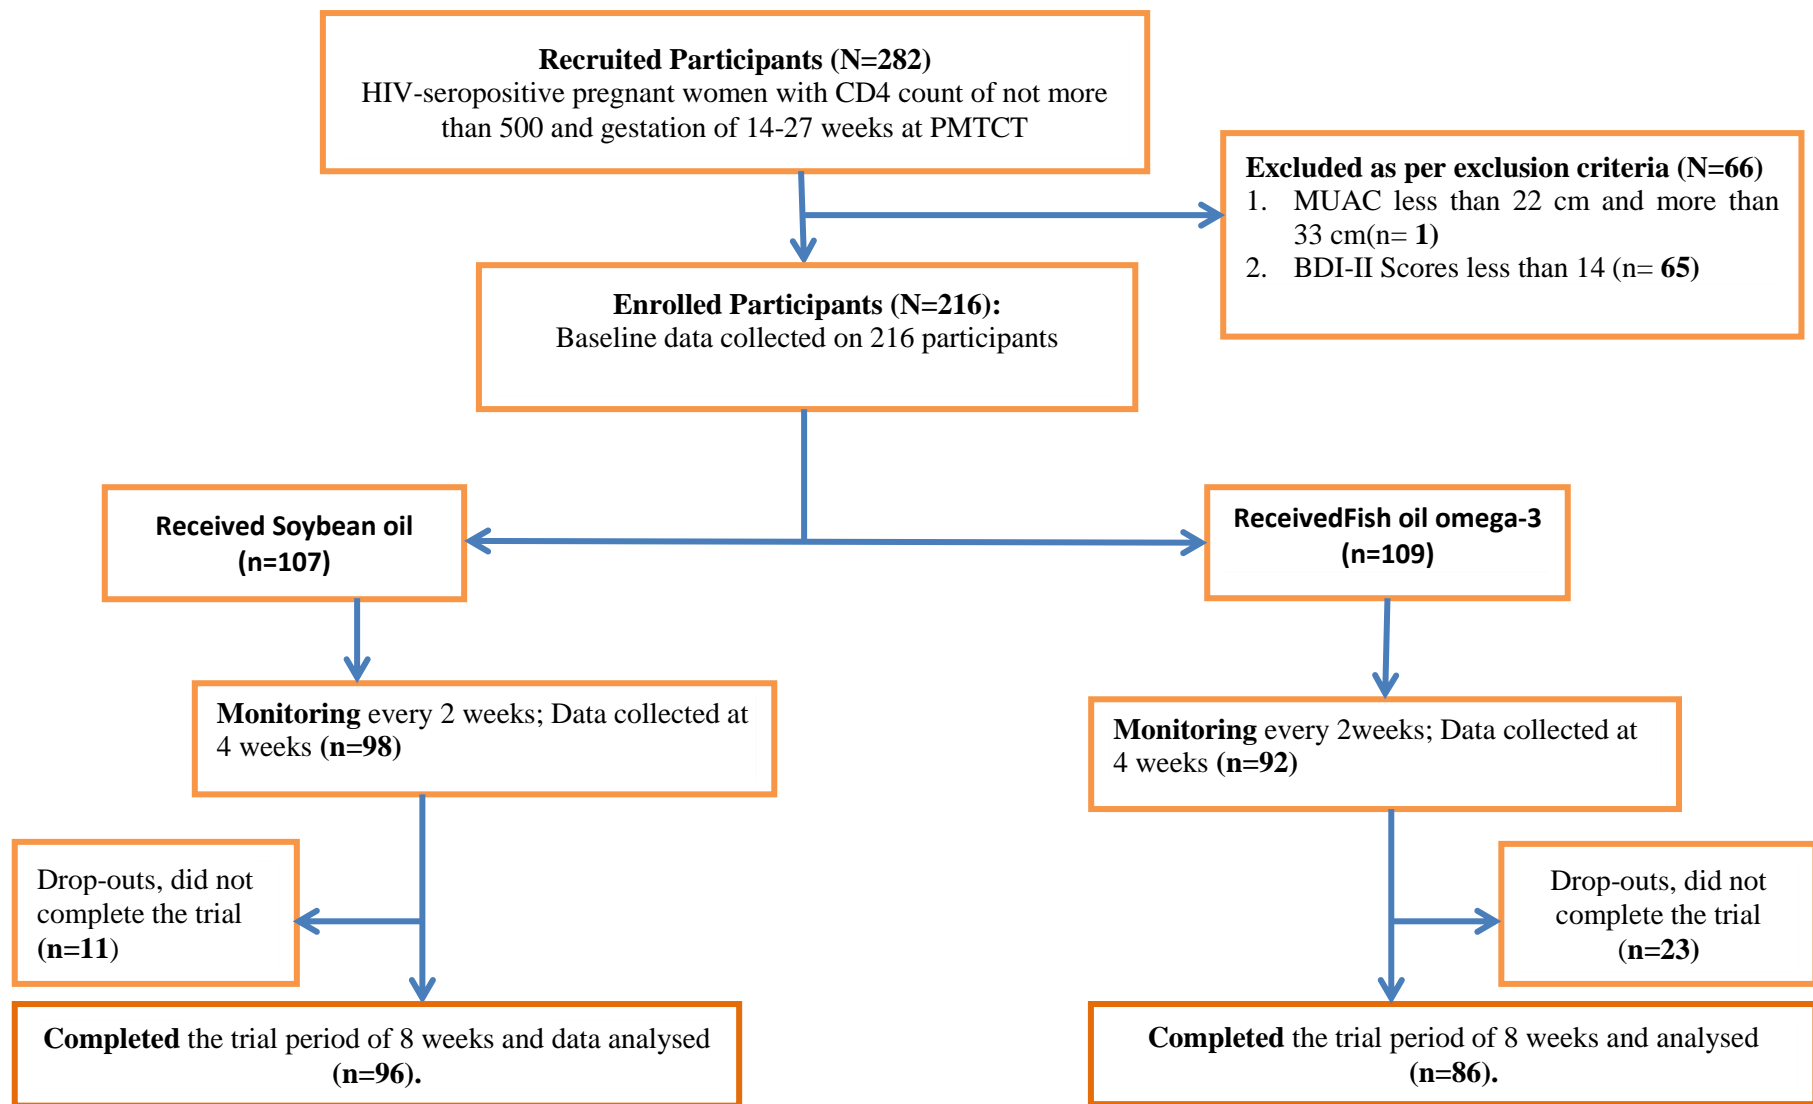 Recruited Participants (N=282)
HIV-seropositive pregnant women with CD4 count of not more
than 500 and gestation of 14-27 weeks at PMTCT
Excluded as per exclusion criteria (N=66)
1. MUAC less than 22 cm and more than
33 cm(n= 1)
2. BDI-II Scores less than 14 (n= 65)
Enrolled Participants (N=216):
Baseline data collected on 216 participants
Received Soybean oil
(n=107)
ReceivedFish oil omega-3
(n=109)
Monitoring every 2 weeks; Data collected at
4 weeks (n=98)
Monitoring every 2weeks; Data collected at
4 weeks (n=92)
Drop-outs, did not
complete the trial
(n=11)
Drop-outs, did not
complete the trial
(n=23)
Completed the trial period of 8 weeks and data analysed
(n=96).
Completed the trial period of 8 weeks and analysed
(n=86).